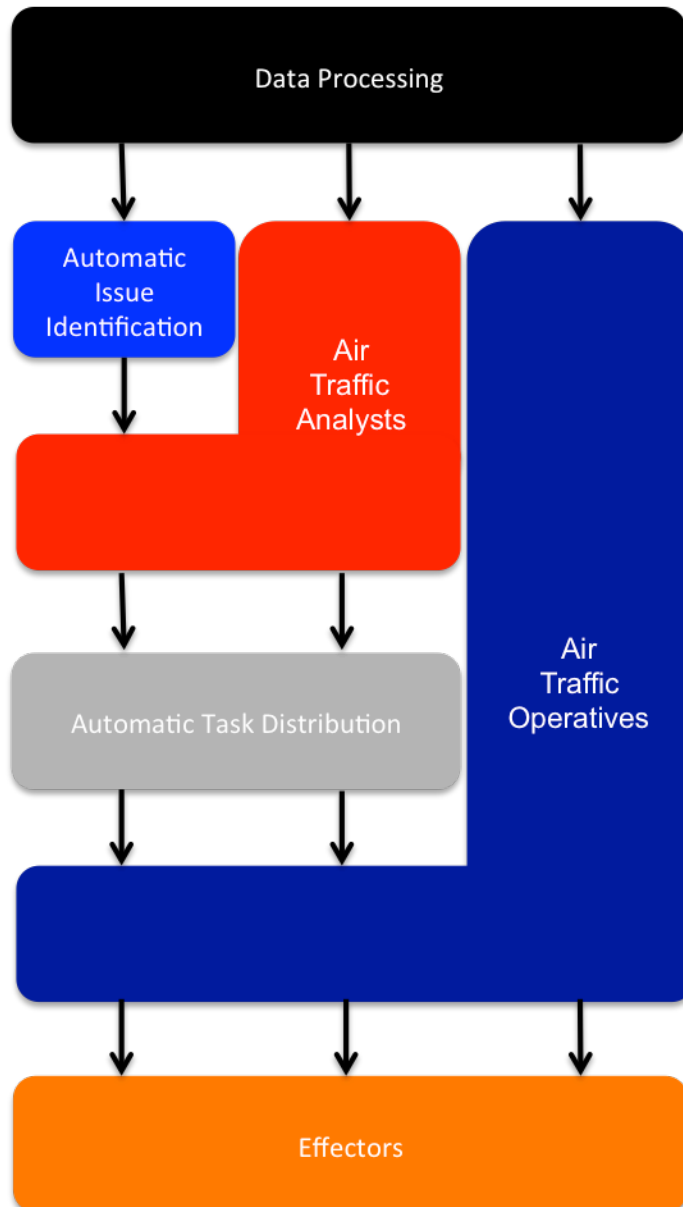 Data Processing
Automatic
Issue
Identification
Air
Traffic
Analysts
Air
Traffic
Operatives
Automatic Task Distribution
Effectors